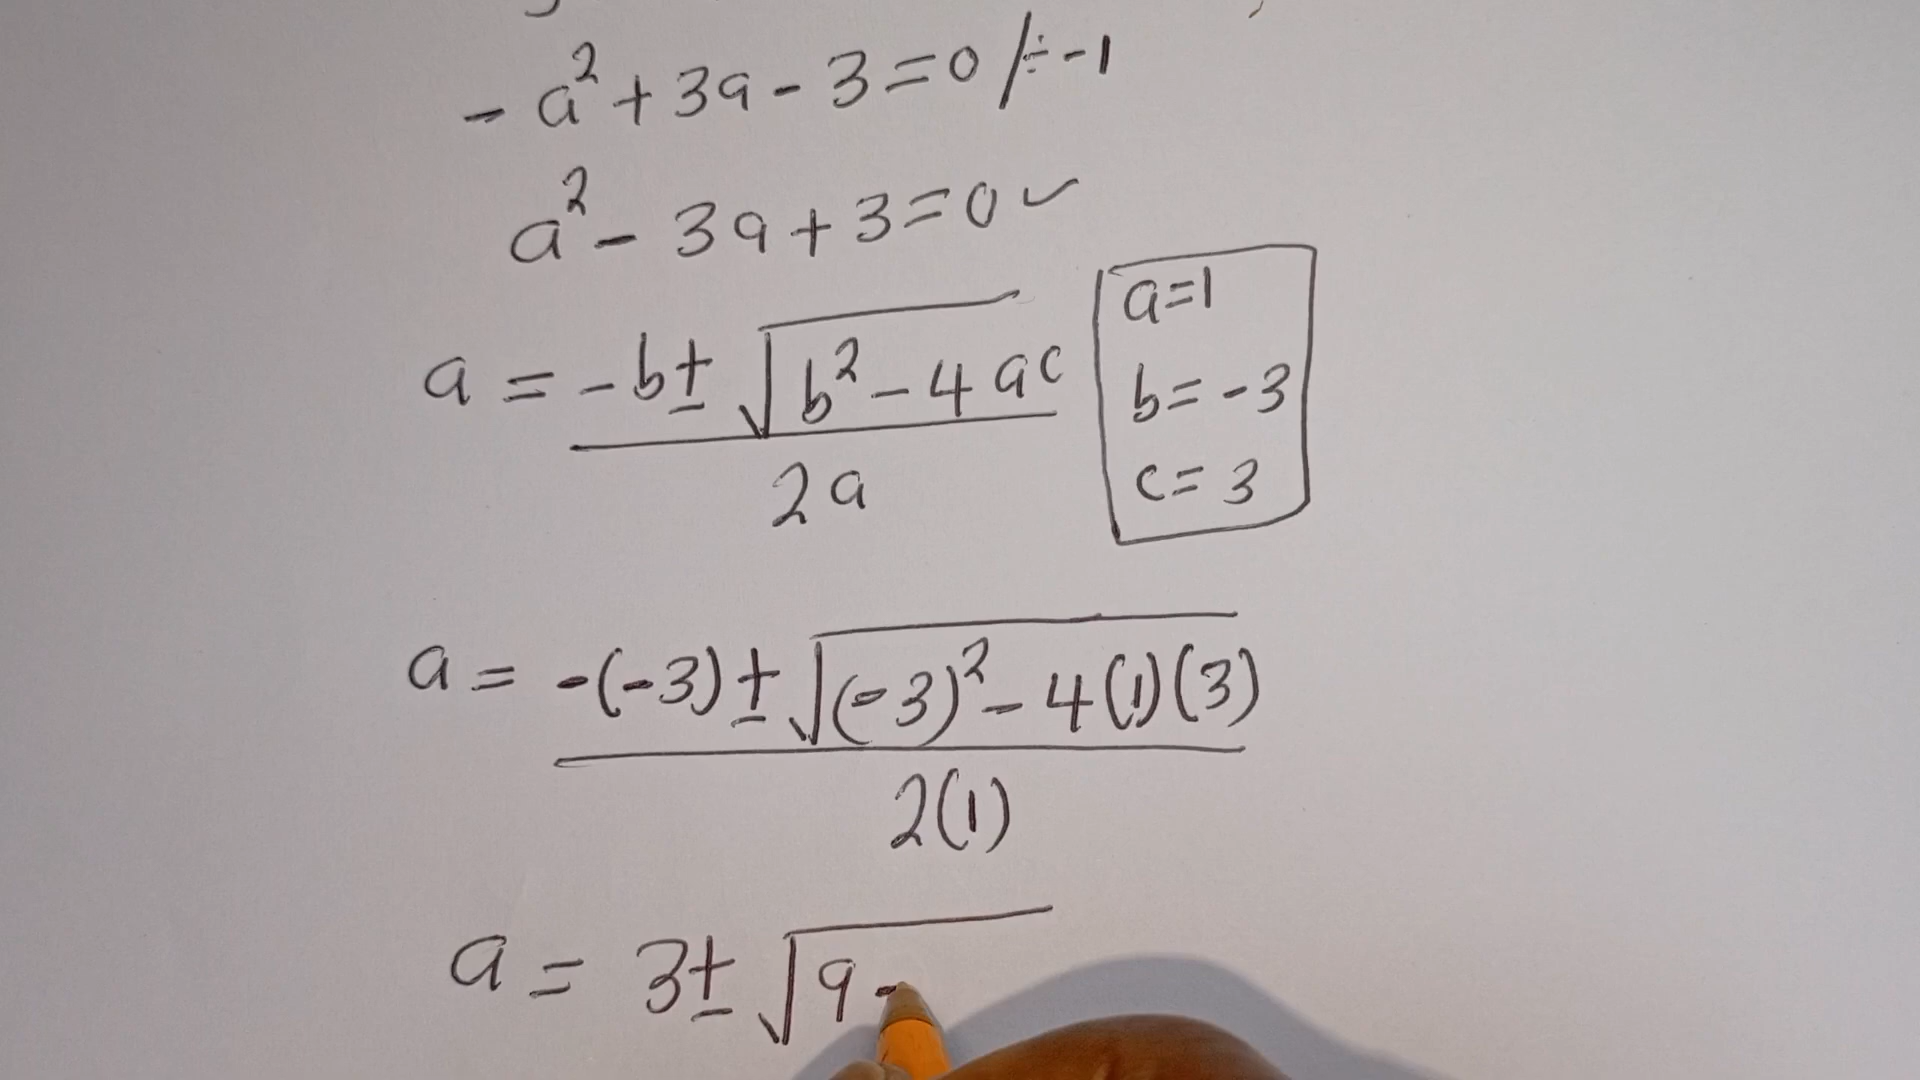 - a² + 3a - 3 = 0 / ÷ -1
a² - 3a + 3 = 0 ✓
a = -b ± √(b² - 4ac) / 2a
a = 1
b = -3
c = 3
a = -(-3) ± √((-3)² - 4(1)(3)) / 2(1)
a = 3 ± √9 -